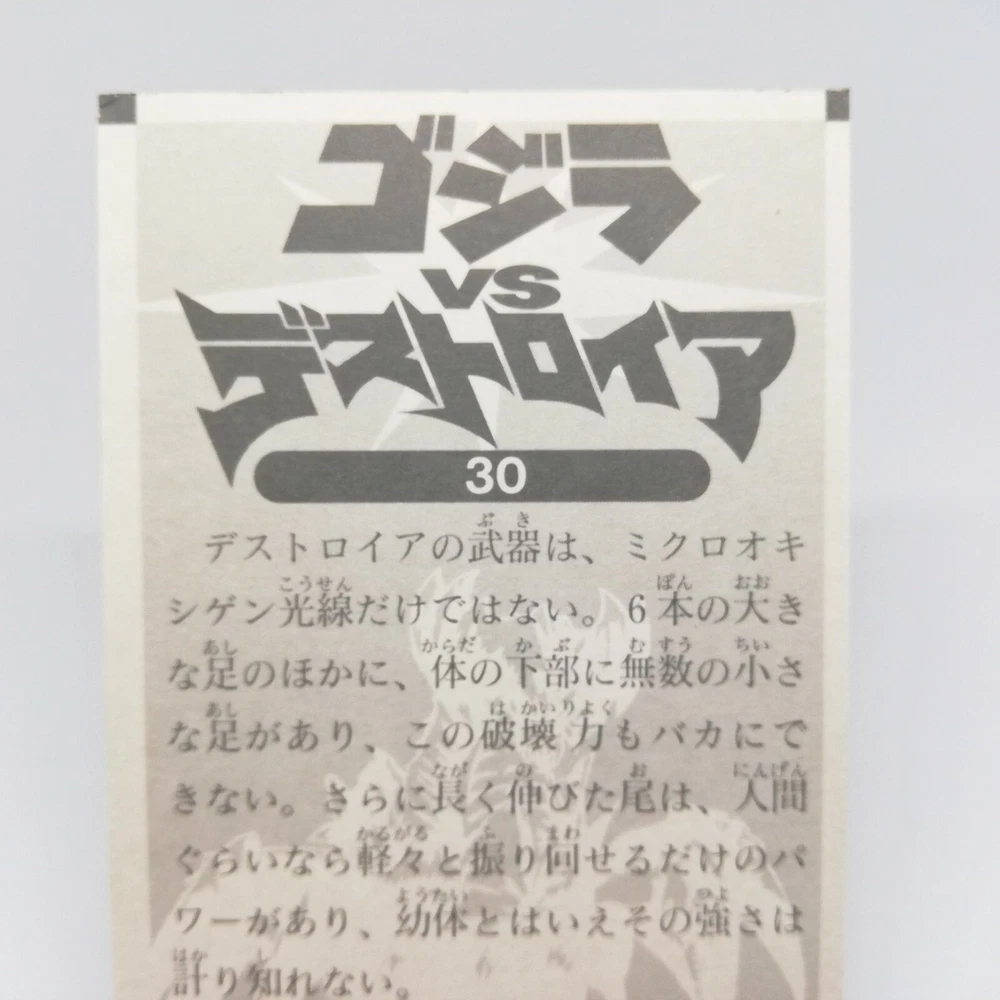 ゴジラ
VS
デストロイア
30
デストロイアの武器は、ミクロオキ
シゲン光線だけではない。6本の大き
な足のほかに、体の下部に無数の小さ
な足があり、この破壊力もバカにで
きない。さらに長く伸びた尾は、人間
ぐらいなら軽々と振り回せるだけのパ
ワーがあり、幼体とはいえその強さは
計り知れない。